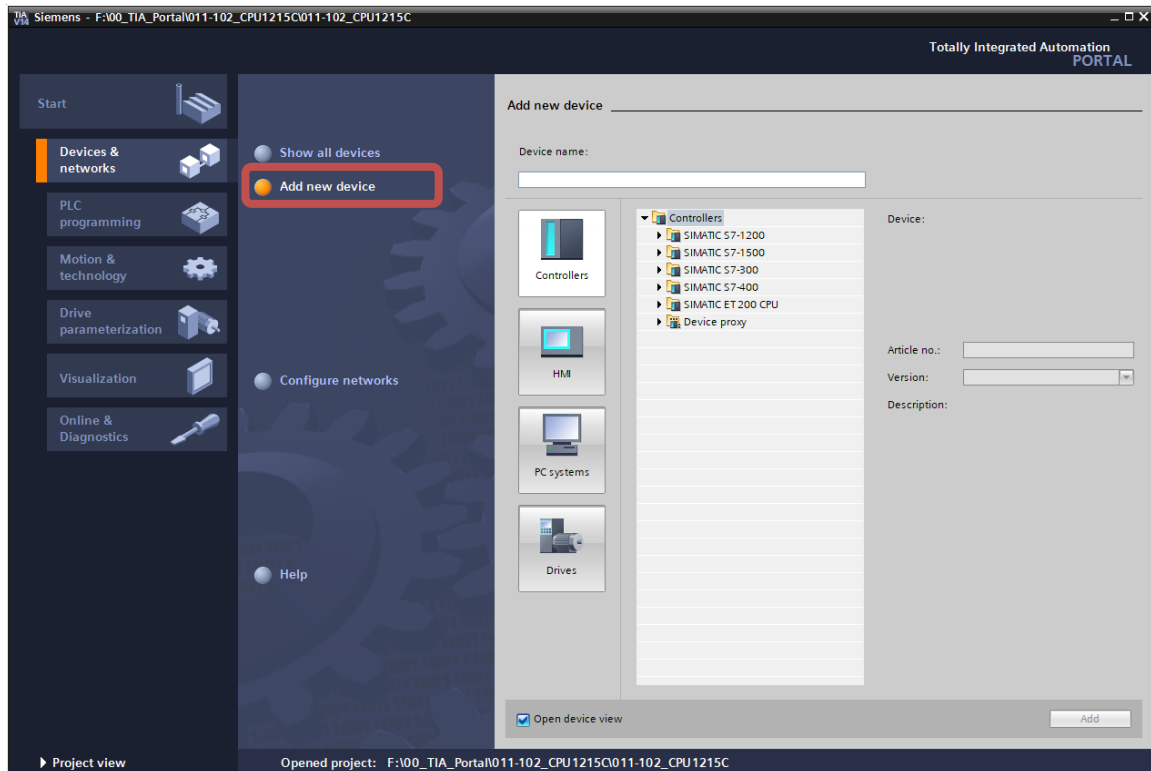 TIA V14 Siemens - F:\00_TIA_Portal\011-102_CPU1215C\011-102_CPU1215C
Totally Integrated Automation
PORTAL
Start
Devices &
networks
PLC
programming
Motion &
technology
Drive
parameterization
Visualization
Online &
Diagnostics
Show all devices
Add new device
Configure networks
Help
Add new device
Device name:
Controllers
HMI
PC systems
Drives
Controllers
SIMATIC S7-1200
SIMATIC S7-1500
SIMATIC S7-300
SIMATIC S7-400
SIMATIC ET 200 CPU
Device proxy
Device:
Article no.:
Version:
Description:
Open device view
Add
Project view
Opened project: F:\00_TIA_Portal\011-102_CPU1215C\011-102_CPU1215C